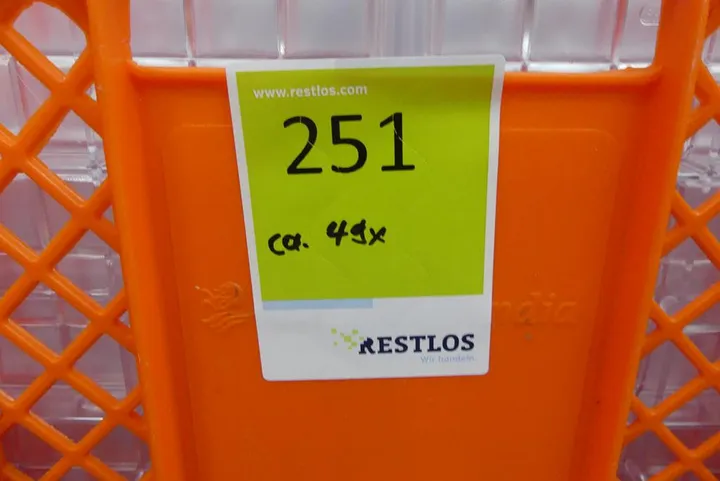 www.restlos.com
251
ca. 49x
RESTLOS
Wir handeln.